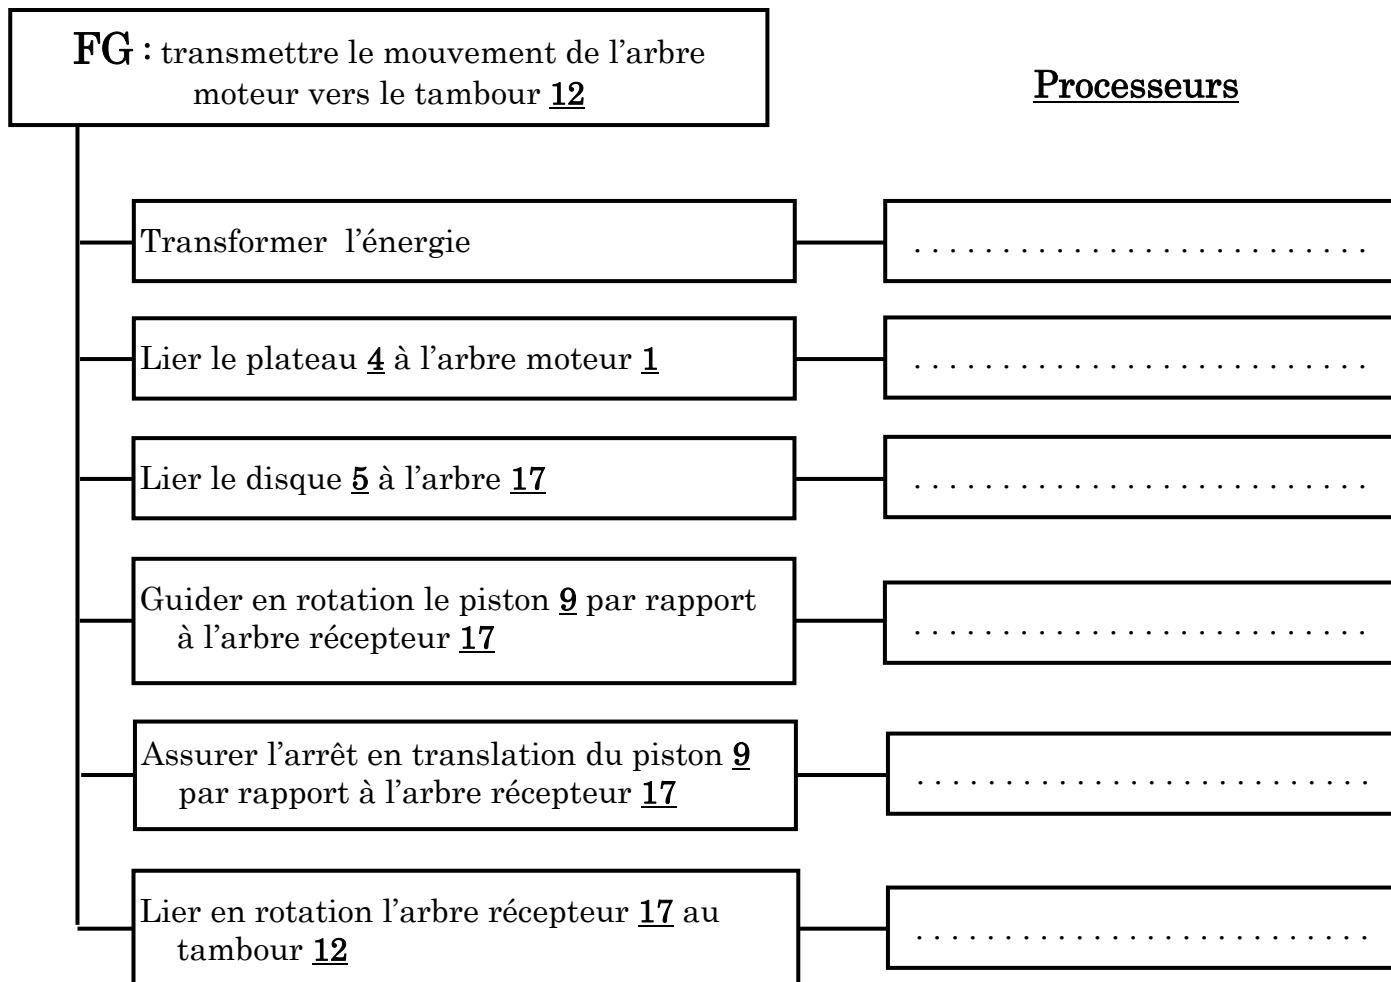 FG : transmettre le mouvement de l’arbre
moteur vers le tambour 12
Processeurs
Transformer l’énergie
. . . . . . . . . . . . . . . . . . . . . . . . . . . . . . .
Lier le plateau 4 à l’arbre moteur 1
. . . . . . . . . . . . . . . . . . . . . . . . . . . . . . .
Lier le disque 5 à l’arbre 17
. . . . . . . . . . . . . . . . . . . . . . . . . . . . . . .
Guider en rotation le piston 9 par rapport
à l’arbre récepteur 17
. . . . . . . . . . . . . . . . . . . . . . . . . . . . . . .
Assurer l’arrêt en translation du piston 9
par rapport à l’arbre récepteur 17
. . . . . . . . . . . . . . . . . . . . . . . . . . . . . . .
Lier en rotation l’arbre récepteur 17 au
tambour 12
. . . . . . . . . . . . . . . . . . . . . . . . . . . . . . .